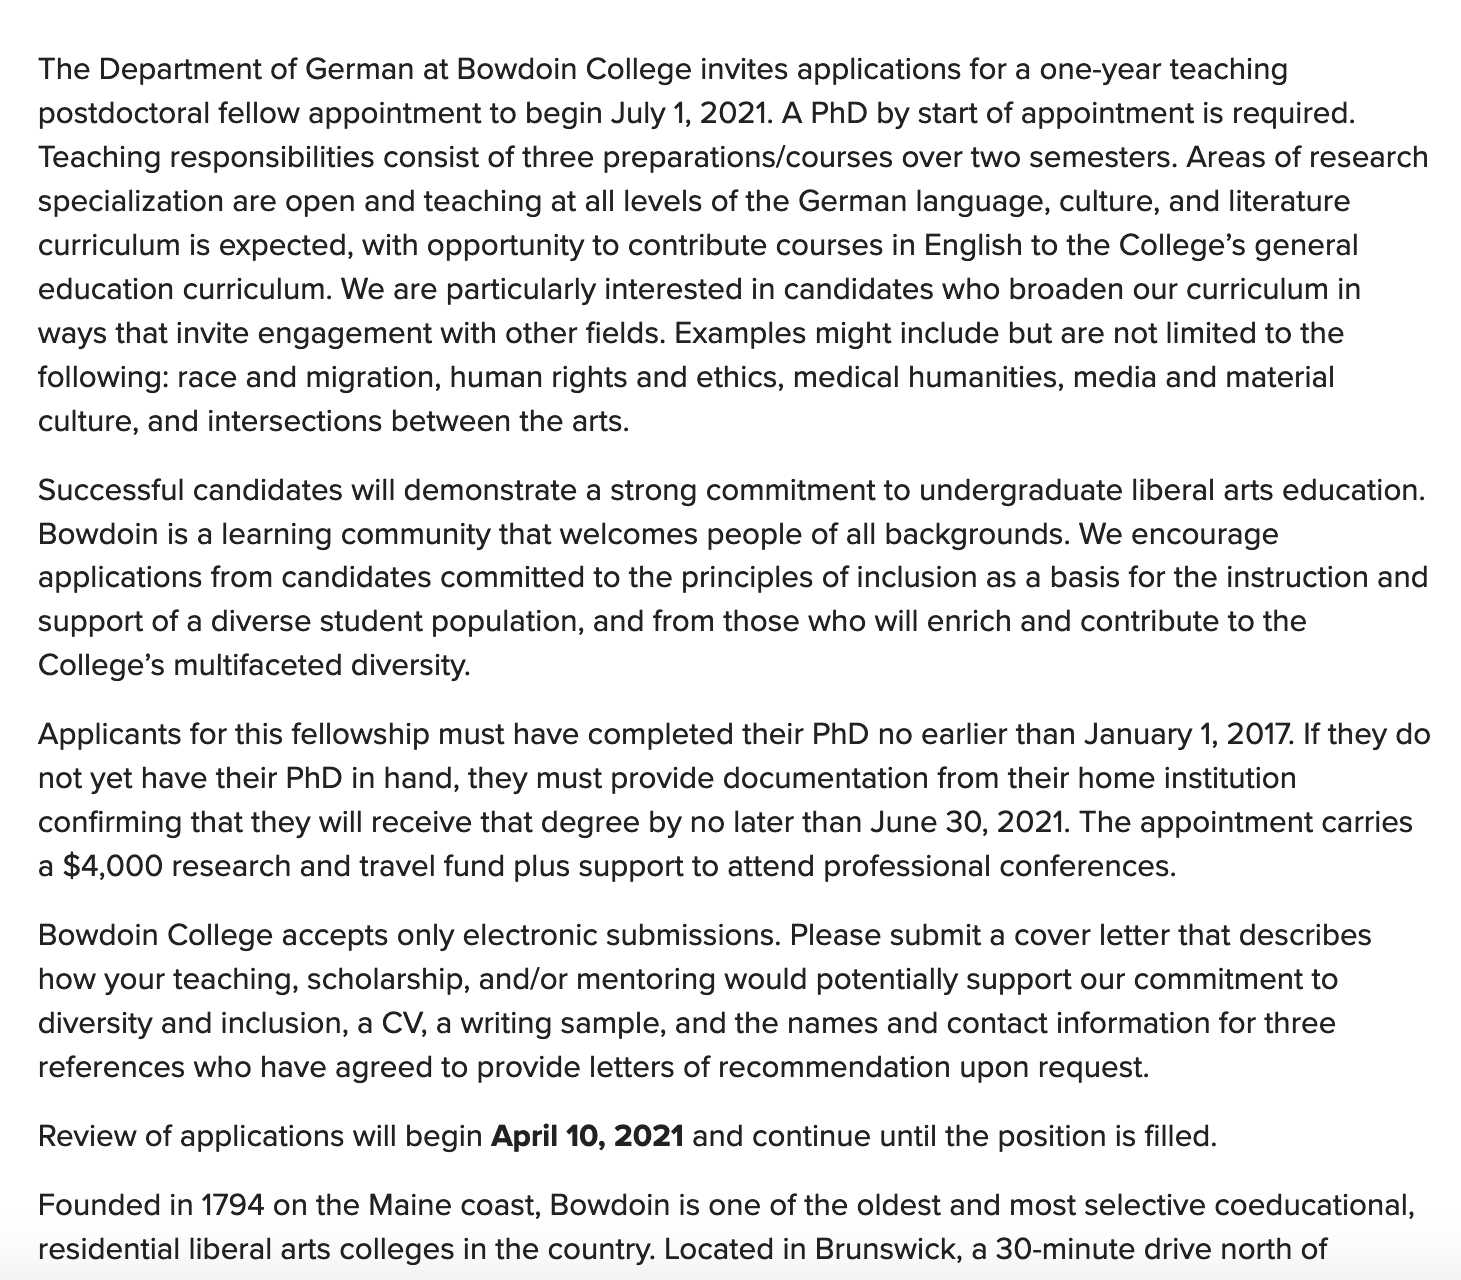 The Department of German at Bowdoin College invites applications for a one-year teaching
postdoctoral fellow appointment to begin July 1, 2021. A PhD by start of appointment is required.
Teaching responsibilities consist of three preparations/courses over two semesters. Areas of research
specialization are open and teaching at all levels of the German language, culture, and literature
curriculum is expected, with opportunity to contribute courses in English to the College’s general
education curriculum. We are particularly interested in candidates who broaden our curriculum in
ways that invite engagement with other fields. Examples might include but are not limited to the
following: race and migration, human rights and ethics, medical humanities, media and material
culture, and intersections between the arts.
Successful candidates will demonstrate a strong commitment to undergraduate liberal arts education.
Bowdoin is a learning community that welcomes people of all backgrounds. We encourage
applications from candidates committed to the principles of inclusion as a basis for the instruction and
support of a diverse student population, and from those who will enrich and contribute to the
College’s multifaceted diversity.
Applicants for this fellowship must have completed their PhD no earlier than January 1, 2017. If they do
not yet have their PhD in hand, they must provide documentation from their home institution
confirming that they will receive that degree by no later than June 30, 2021. The appointment carries
a $4,000 research and travel fund plus support to attend professional conferences.
Bowdoin College accepts only electronic submissions. Please submit a cover letter that describes
how your teaching, scholarship, and/or mentoring would potentially support our commitment to
diversity and inclusion, a CV, a writing sample, and the names and contact information for three
references who have agreed to provide letters of recommendation upon request.
Review of applications will begin April 10, 2021 and continue until the position is filled.
Founded in 1794 on the Maine coast, Bowdoin is one of the oldest and most selective coeducational,
residential liberal arts colleges in the country. Located in Brunswick, a 30-minute drive north of